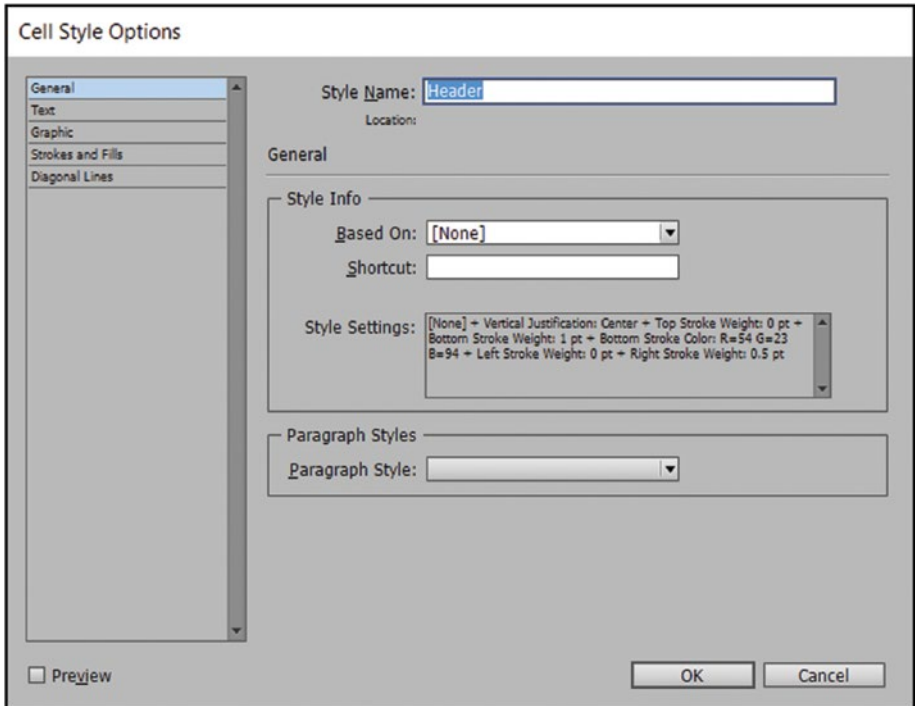 Cell Style Options
General
Text
Graphic
Strokes and Fills
Diagonal Lines
Style Name: Header
Location:
General
Style Info
Based On: [None]
Shortcut:
Style Settings: [None] + Vertical Justification: Center + Top Stroke Weight: 0 pt +
Bottom Stroke Weight: 1 pt + Bottom Stroke Color: R=54 G=23
B=94 + Left Stroke Weight: 0 pt + Right Stroke Weight: 0.5 pt
Paragraph Styles
Paragraph Style:
Preview
OK
Cancel